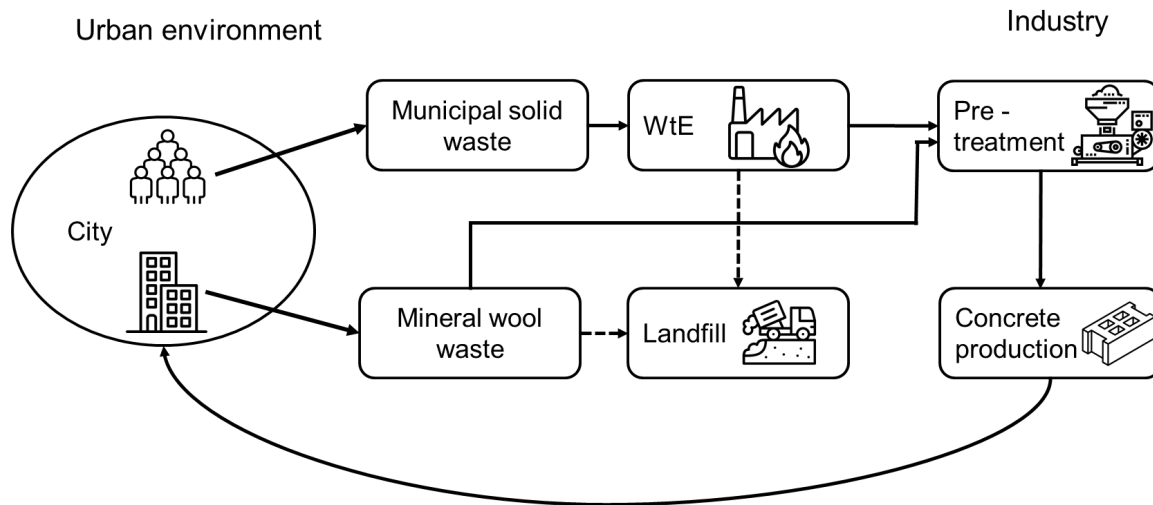 Urban environment
Industry
Municipal solid
waste
WtE
Pre -
treatment
City
Mineral wool
waste
Landfill
Concrete
production